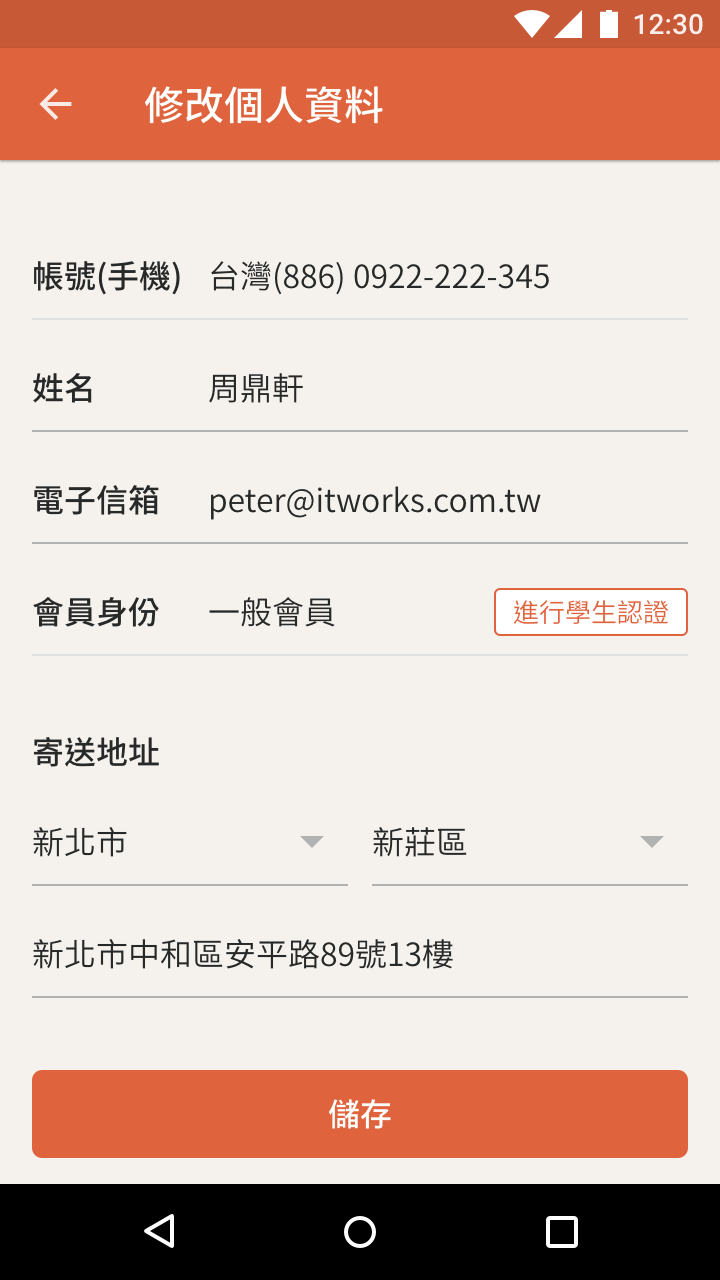 12:30
修改個人資料
帳號(手機) 台灣(886) 0922-222-345
姓名 周鼎軒
電子信箱 peter@itworks.com.tw
會員身份 一般會員 進行學生認證
寄送地址
新北市 新莊區
新北市中和區安平路89號13樓
儲存